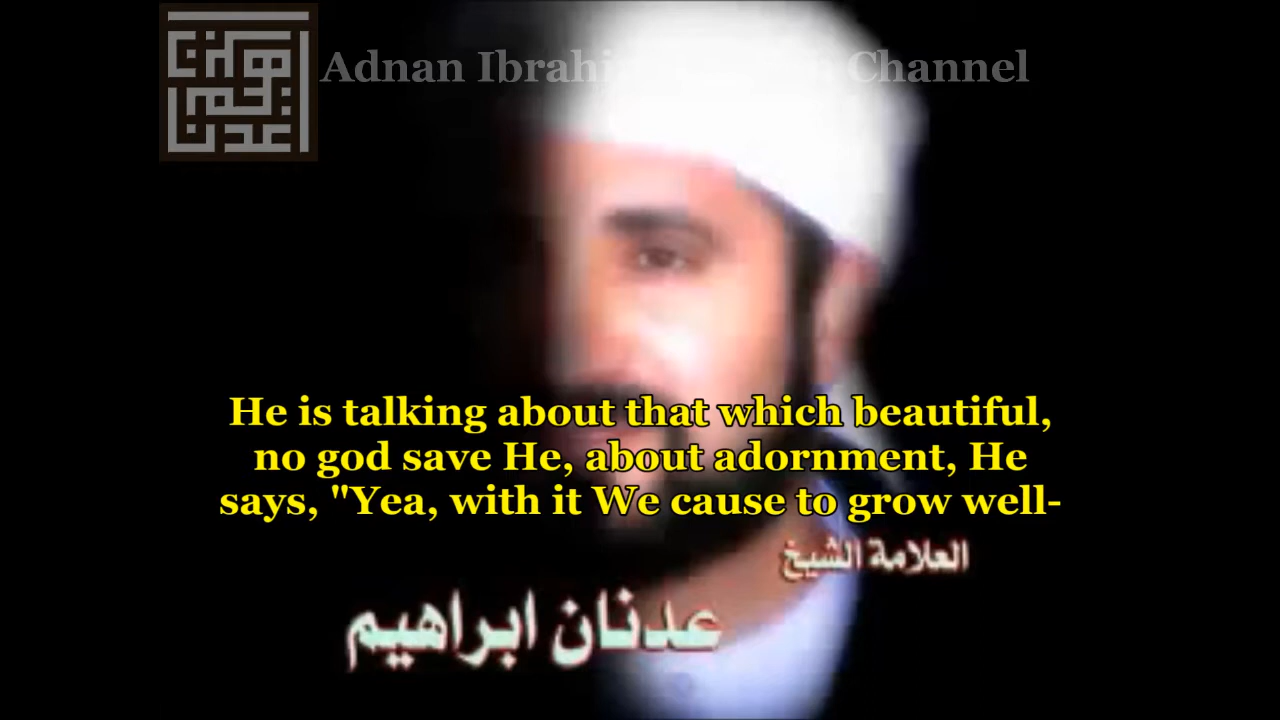 Adnan Ibrahim Channel
He is talking about that which beautiful,
no god save He, about adornment, He
says, "Yea, with it We cause to grow well-
العلامة الشيخ
عدنان ابراهيم